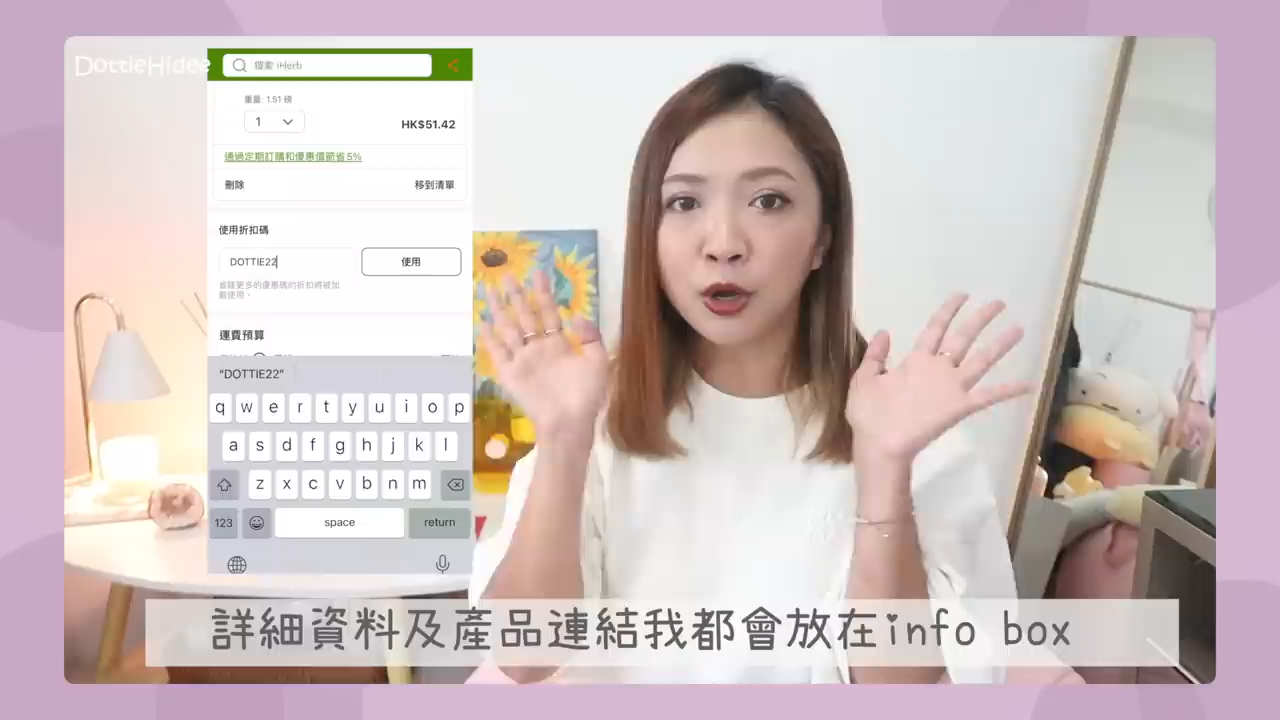 DottieHidee
搜索 iHerb
重量: 1.51 磅
1
HK$51.42
通過定期訂購和優惠價節省5%
刪除
移到清單
使用折扣碼
DOTTIE22
使用
運費預算
“DOTTIE22”
q w e r t y u i o p
a s d f g h j k l
z x c v b n m
123
space
return
詳細資料及產品連結我都會放在info box